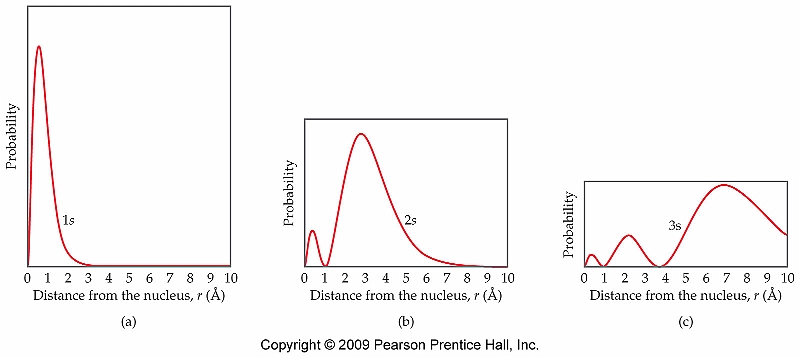 Probability
1s
0 1 2 3 4 5 6 7 8 9 10
Distance from the nucleus, r (Å)
(a)
Probability
2s
0 1 2 3 4 5 6 7 8 9 10
Distance from the nucleus, r (Å)
(b)
Probability
3s
0 1 2 3 4 5 6 7 8 9 10
Distance from the nucleus, r (Å)
(c)
Copyright © 2009 Pearson Prentice Hall, Inc.